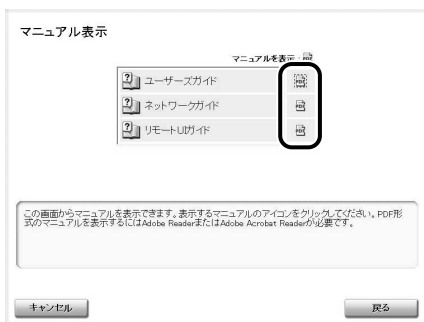 マニュアル表示
マニュアルを表示 : PDF
ユーザーズガイド PDF
ネットワークガイド PDF
リモートUIガイド PDF
この画面からマニュアルを表示できます。表示するマニュアルのアイコンをクリックしてください。PDF形
式のマニュアルを表示するにはAdobe ReaderまたはAdobe Acrobat Readerが必要です。
キャンセル
戻る